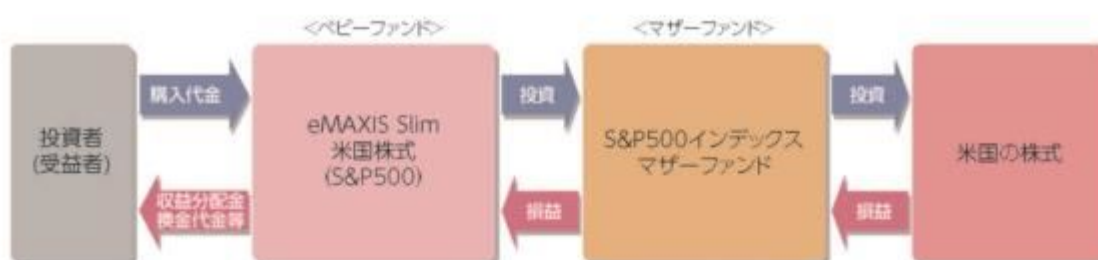 <ベビーファンド>
<マザーファンド>
投資者
(受益者)
購入代金
収益分配金
換金代金等
eMAXIS Slim
米国株式
(S&P500)
投資
損益
S&P500インデックス
マザーファンド
投資
損益
米国の株式